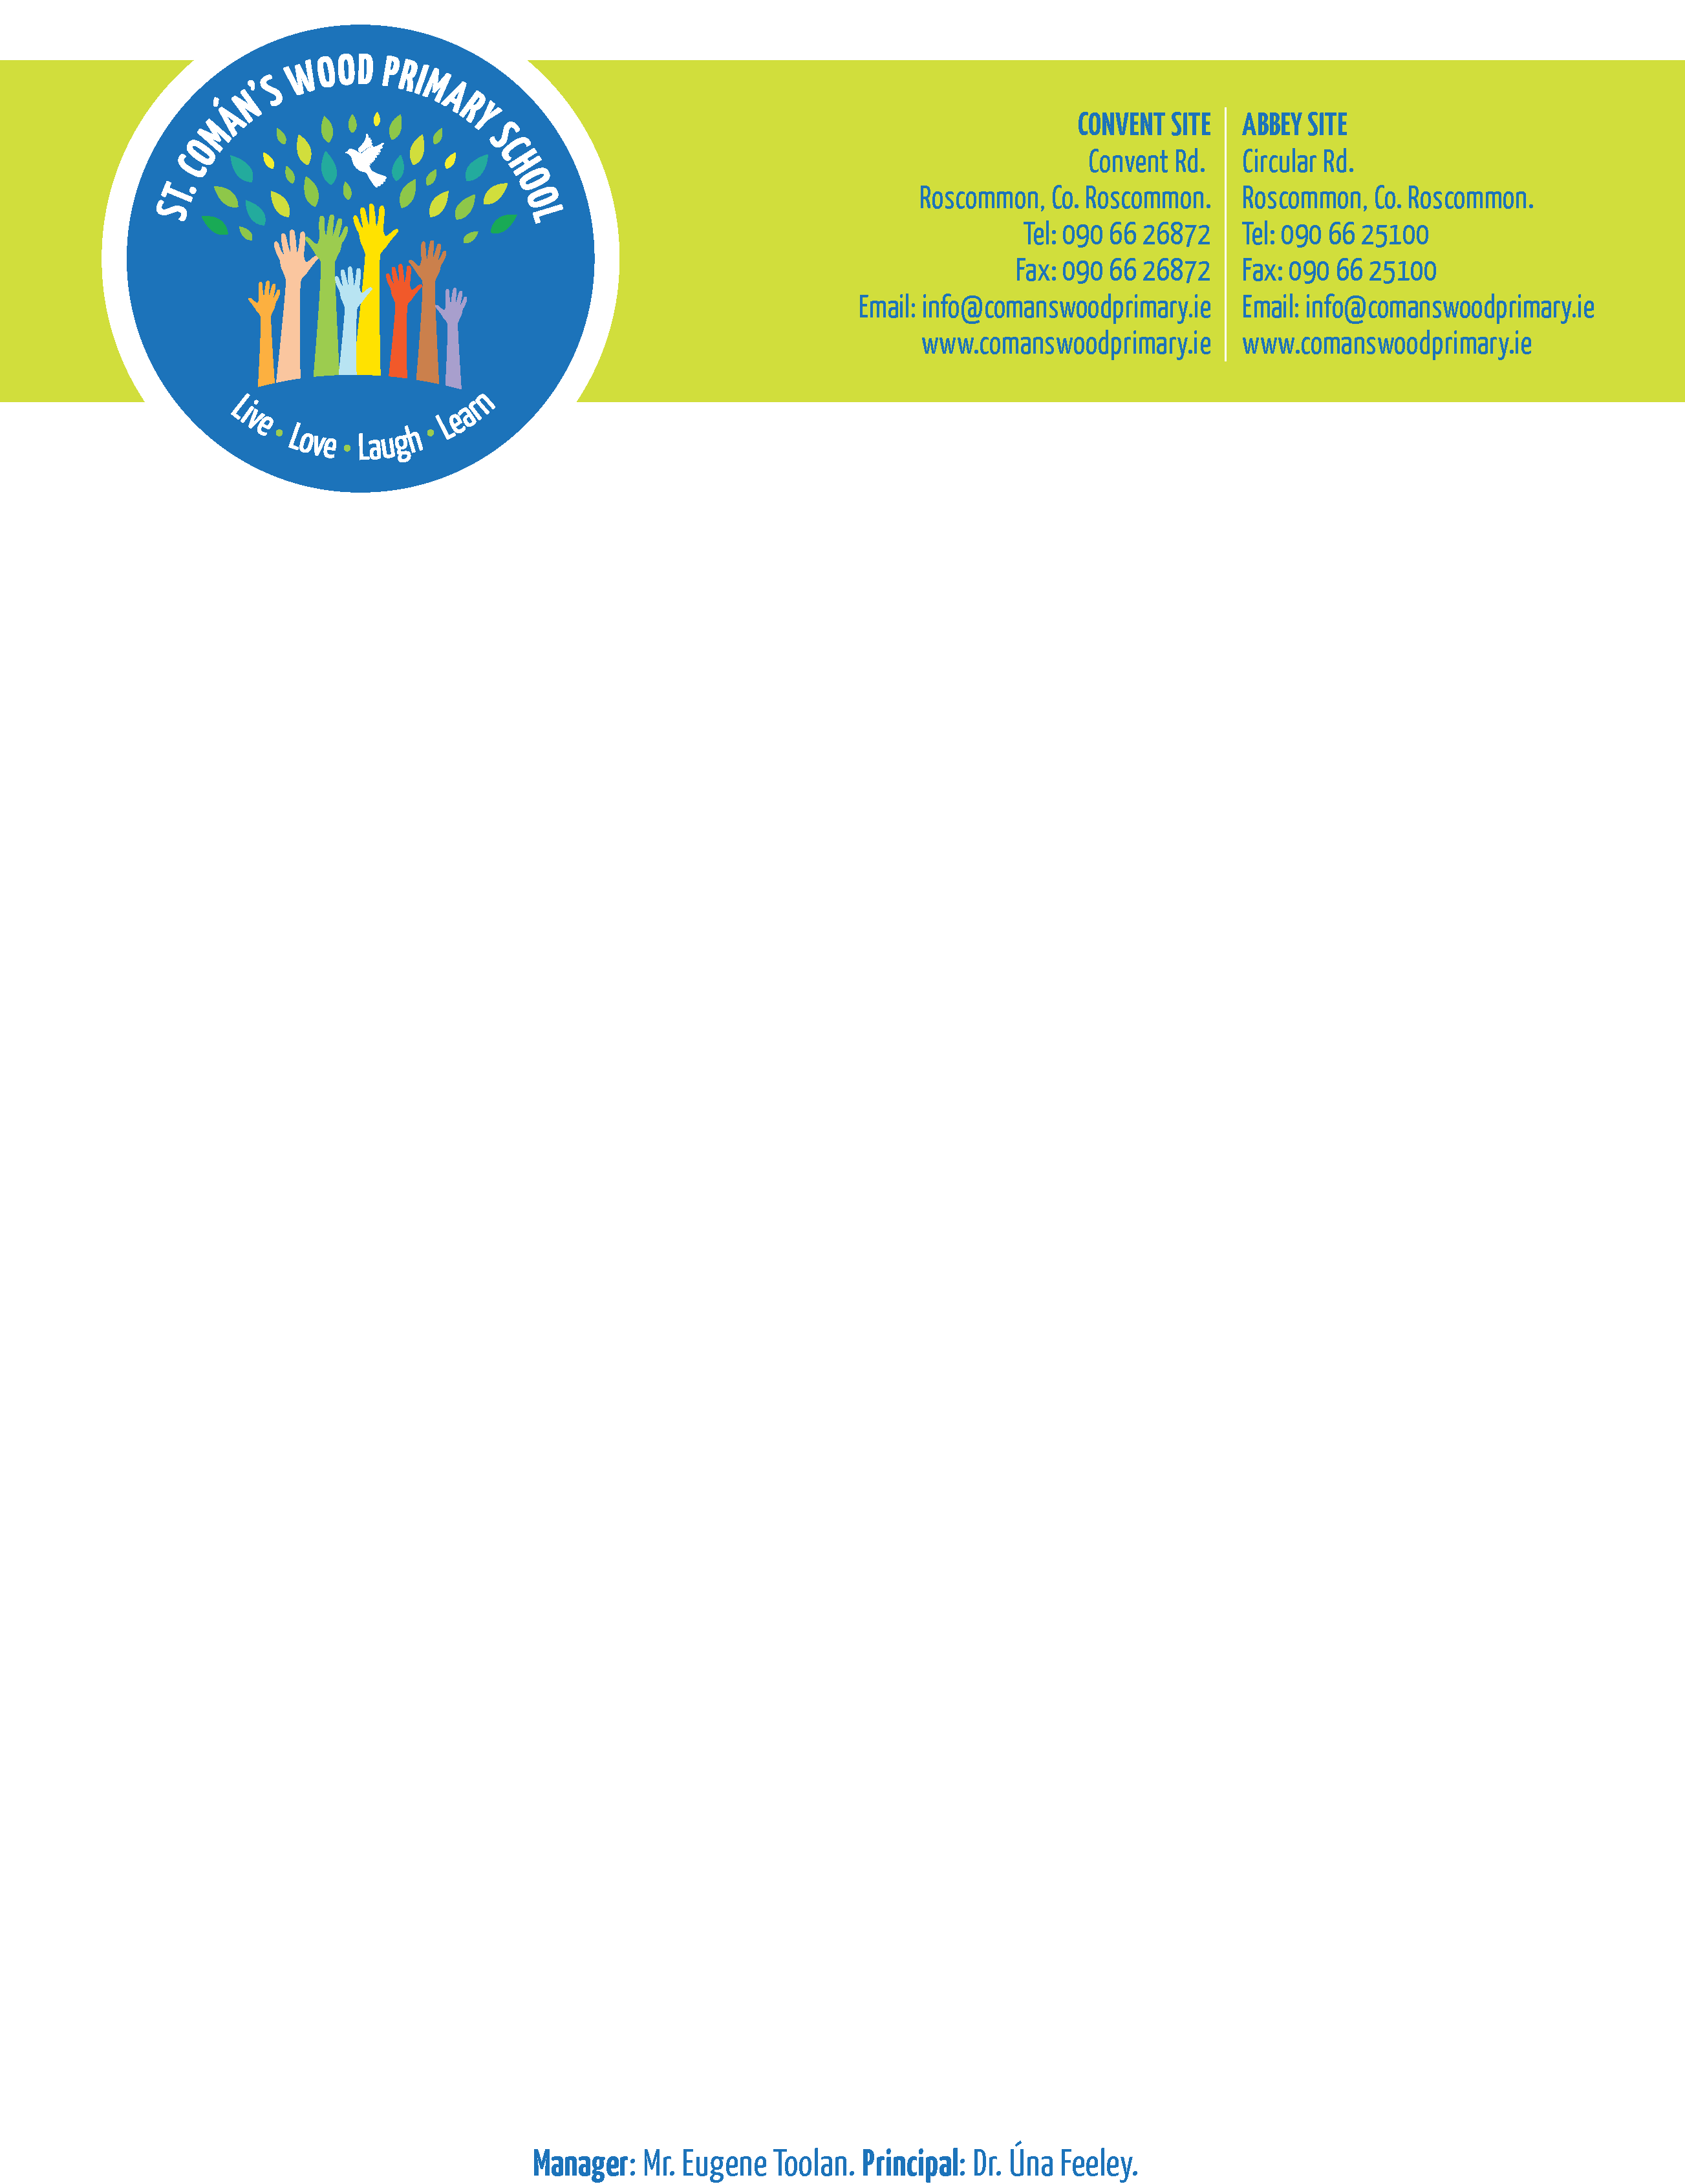 ST. COMÁN'S WOOD PRIMARY SCHOOL
Live • Love • Laugh • Learn
CONVENT SITE
Convent Rd.
Roscommon, Co. Roscommon.
Tel: 090 66 26872
Fax: 090 66 26872
Email: info@comanswoodprimary.ie
www.comanswoodprimary.ie
ABBEY SITE
Circular Rd.
Roscommon, Co. Roscommon.
Tel: 090 66 25100
Fax: 090 66 25100
Email: info@comanswoodprimary.ie
www.comanswoodprimary.ie
Manager: Mr. Eugene Toolan. Principal: Dr. Úna Feeley.